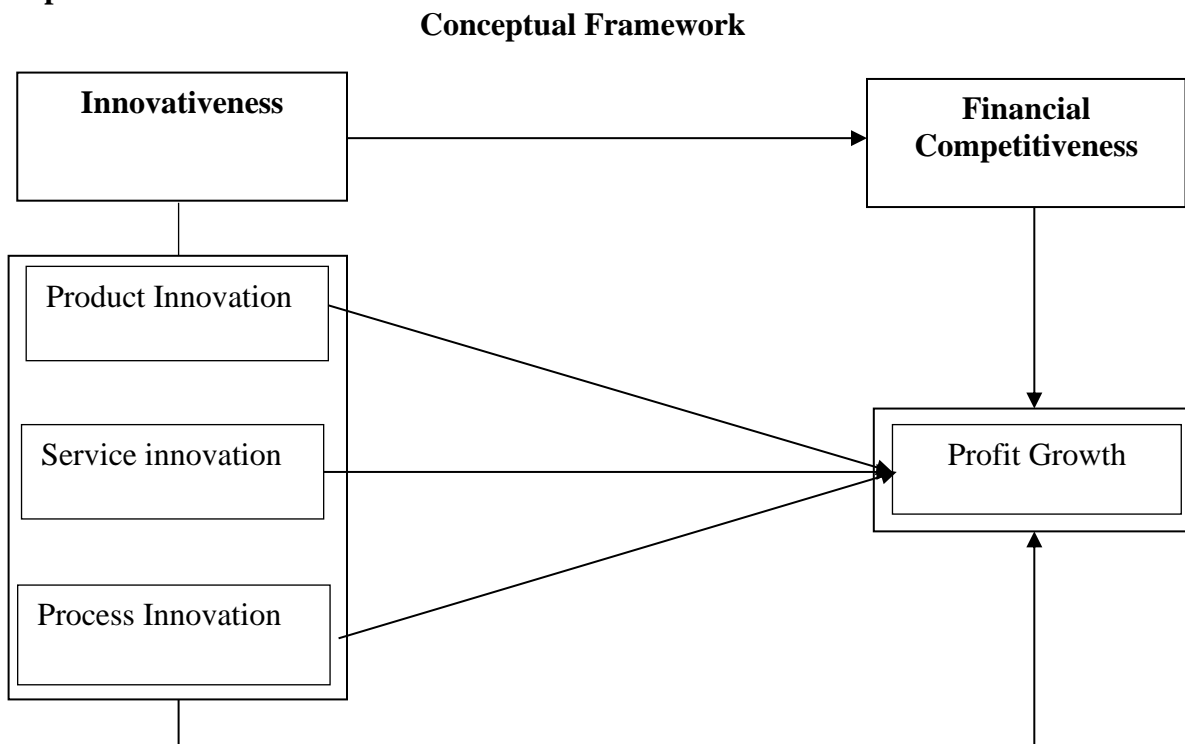 Conceptual Framework
Innovativeness
Financial
Competitiveness
Product Innovation
Service innovation
Profit Growth
Process Innovation